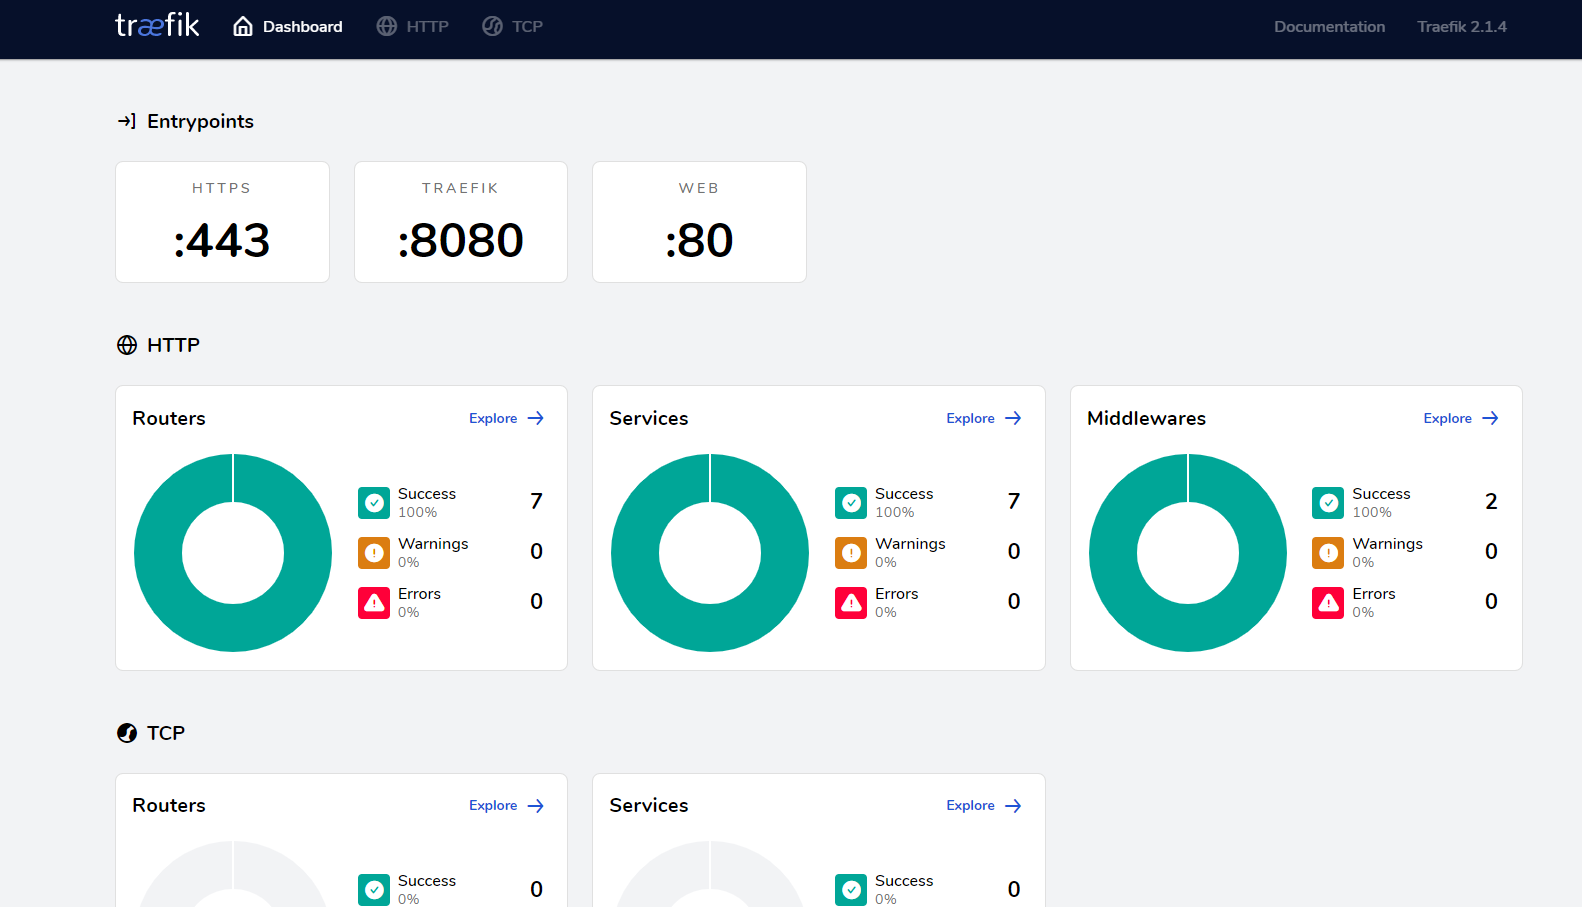 træfik Dashboard HTTP TCP Documentation Traefik 2.1.4
Entrypoints
HTTPS TRAEFIK WEB
:443 :8080 :80
HTTP
Routers Explore Services Explore Middlewares Explore
Success 7 Success 7 Success 2
100% 100% 100%
Warnings 0 Warnings 0 Warnings 0
0% 0% 0%
Errors 0 Errors 0 Errors 0
0% 0% 0%
TCP
Routers Explore Services Explore
Success 0 Success 0
0% 0%